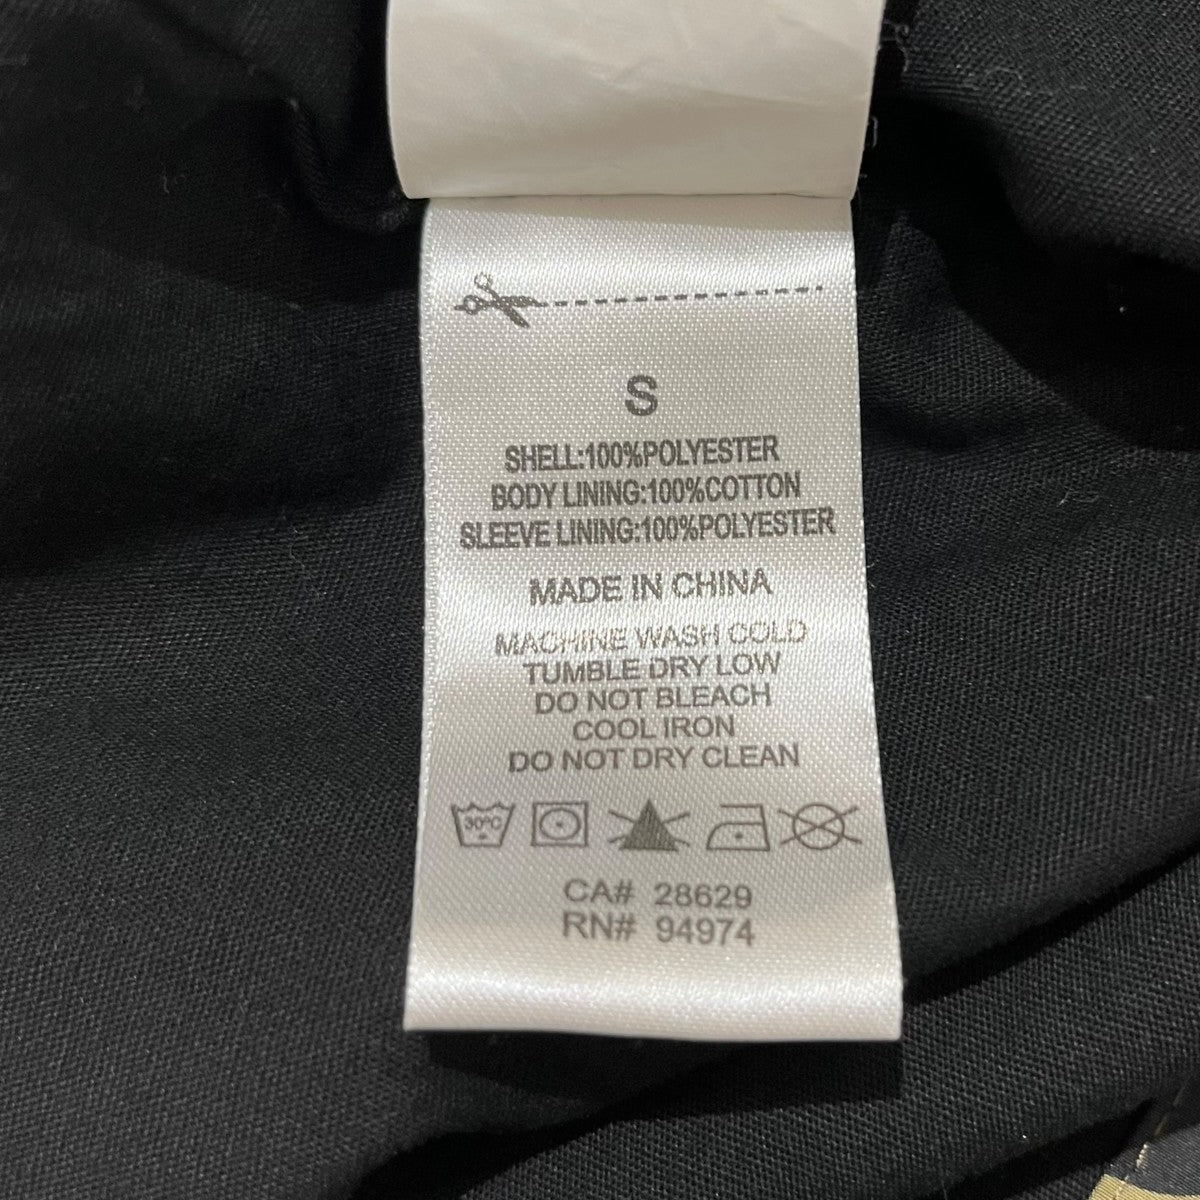 S
SHELL:100%POLYESTER
BODY LINING:100%COTTON
SLEEVE LINING:100%POLYESTER
MADE IN CHINA
MACHINE WASH COLD
TUMBLE DRY LOW
DO NOT BLEACH
COOL IRON
DO NOT DRY CLEAN
30°C
CA# 28629
RN# 94974